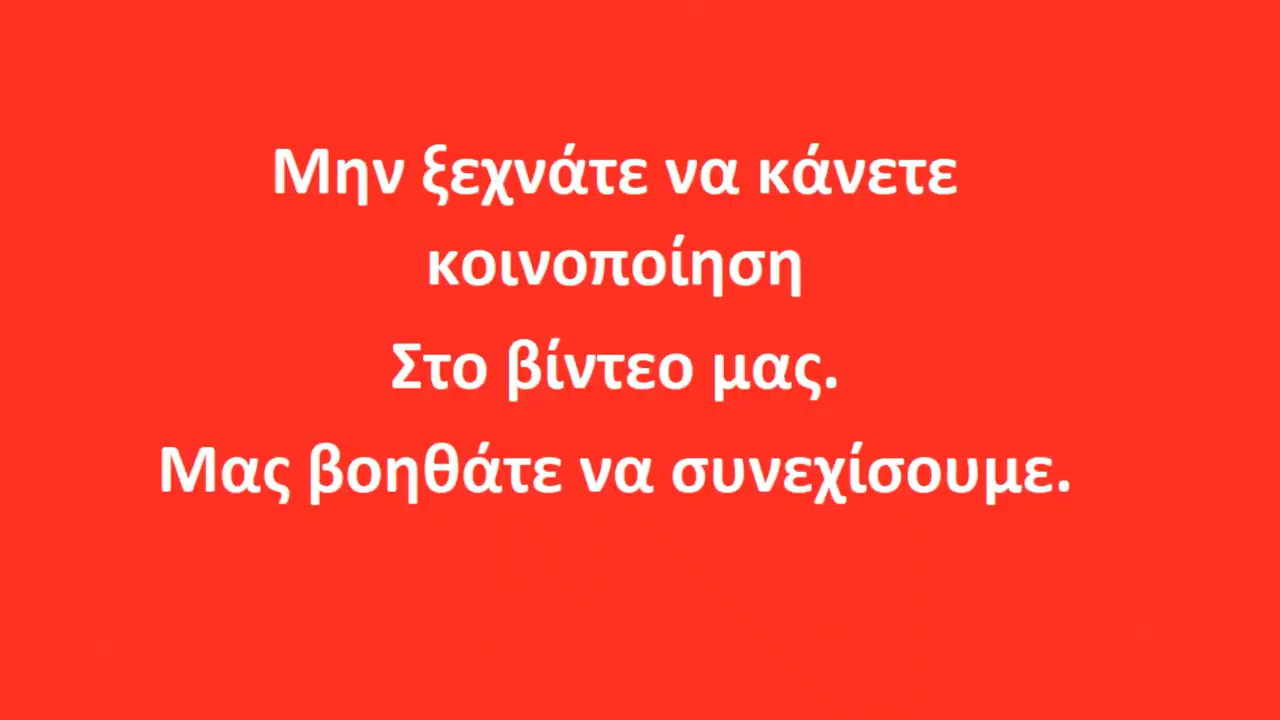 Μην ξεχνάτε να κάνετε
κοινοποίηση
Στο βίντεο μας.
Μας βοηθάτε να συνεχίσουμε.